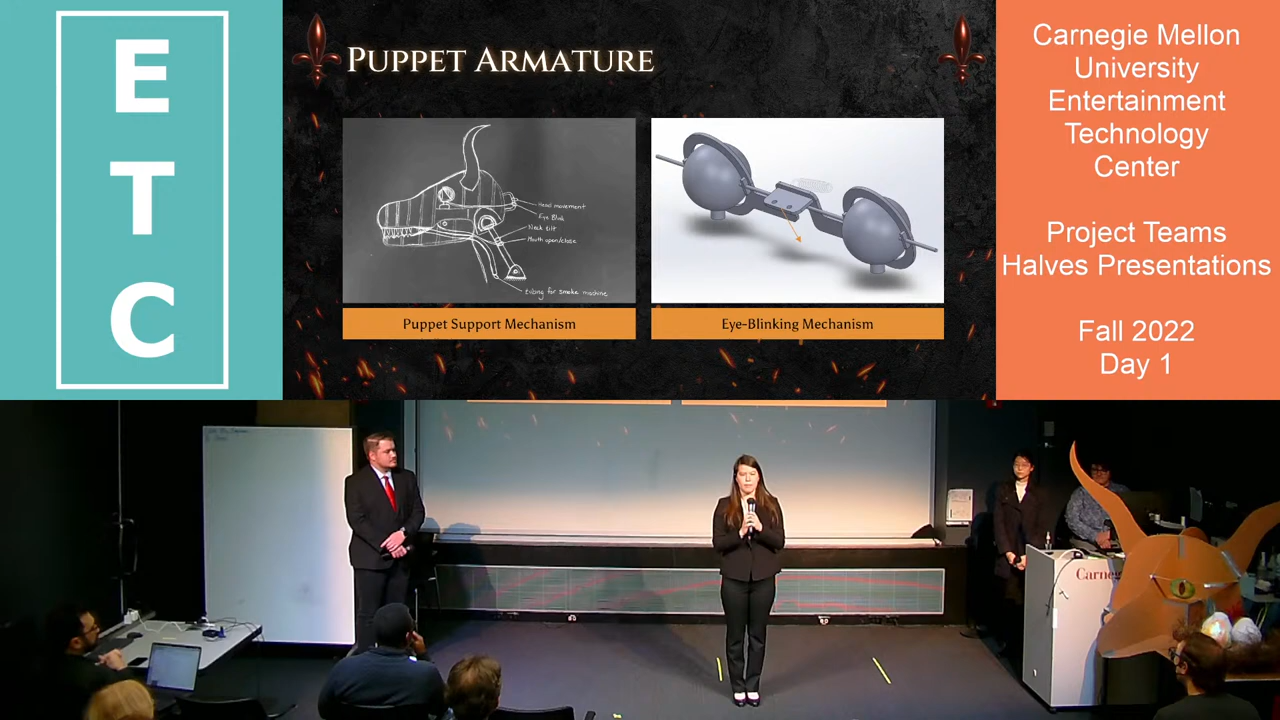 E
T
C
PUPPET ARMATURE
Head movement
Eye Blink
Neck tilt
Mouth open/close
tubing for smoke machine
Puppet Support Mechanism
Eye-Blinking Mechanism
Carnegie Mellon
University
Entertainment
Technology
Center
Project Teams
Halves Presentations
Fall 2022
Day 1
Carne